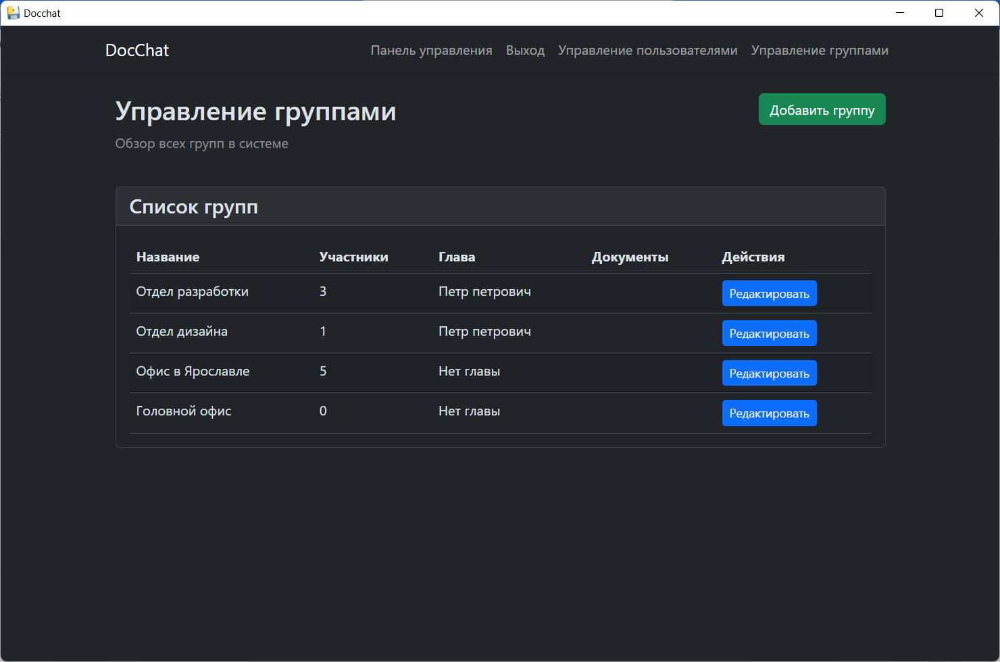 Docchat
DocChat Панель управления Выход Управление пользователями Управление группами
Управление группами Добавить группу
Обзор всех групп в системе
Список групп
Название Участники Глава Документы Действия
Отдел разработки 3 Петр петрович Редактировать
Отдел дизайна 1 Петр петрович Редактировать
Офис в Ярославле 5 Нет главы Редактировать
Головной офис 0 Нет главы Редактировать